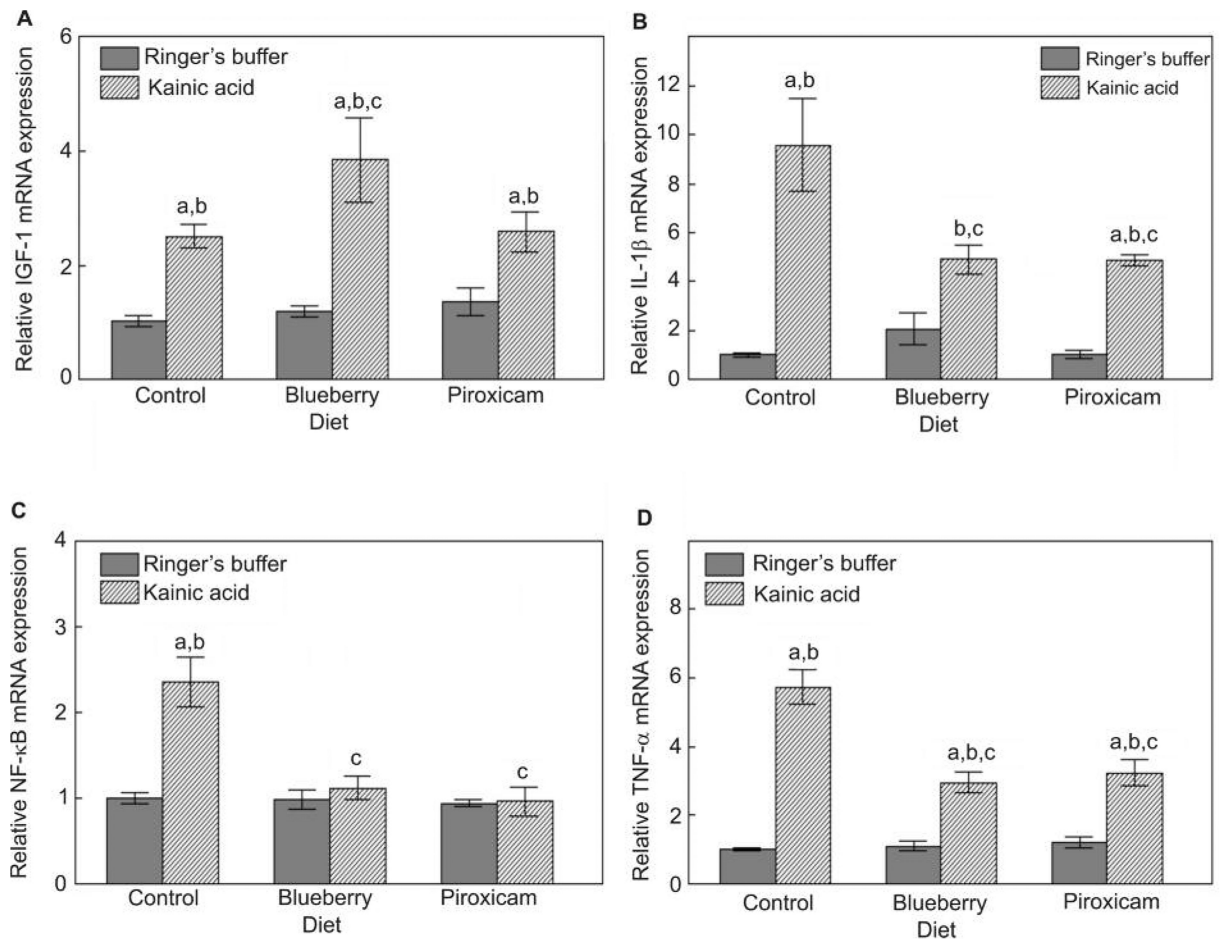 A
Relative IGF-1 mRNA expression
6
4
2
0
Ringer's buffer
Kainic acid
a,b
a,b,c
a,b
Control
Blueberry
Piroxicam
Diet
B
Relative IL-1β mRNA expression
12
10
8
6
4
2
0
Ringer's buffer
Kainic acid
a,b
b,c
a,b,c
Control
Blueberry
Piroxicam
Diet
C
Relative NF-κB mRNA expression
4
3
2
1
0
Ringer's buffer
Kainic acid
a,b
c
c
Control
Blueberry
Piroxicam
Diet
D
Relative TNF-α mRNA expression
8
6
4
2
0
Ringer's buffer
Kainic acid
a,b
a,b,c
a,b,c
Control
Blueberry
Piroxicam
Diet